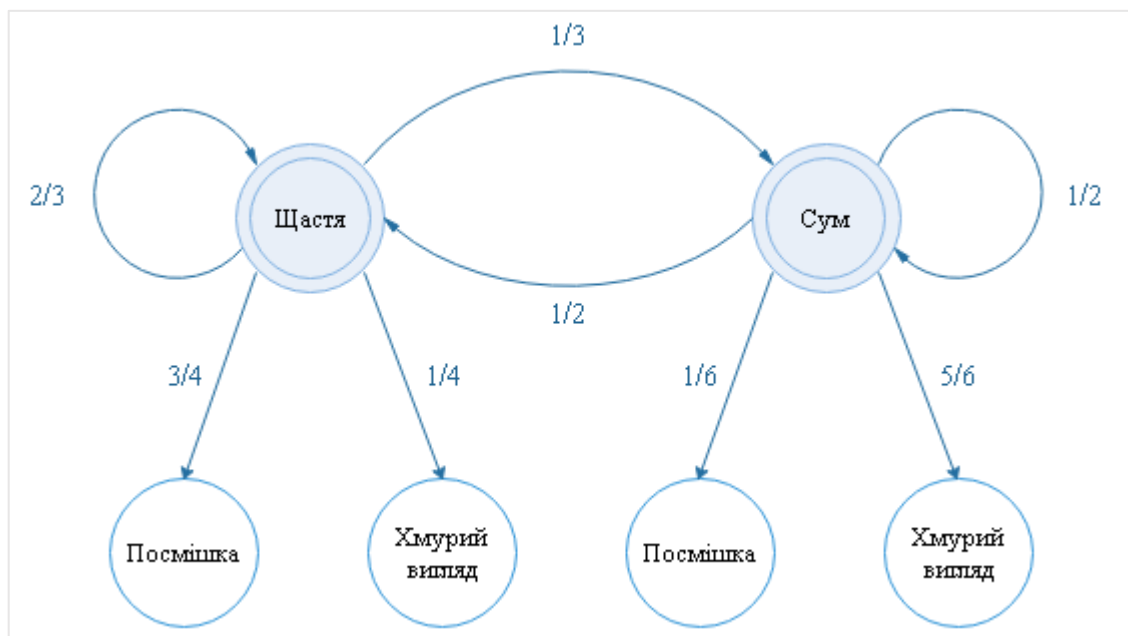 1/3
2/3
Щастя
Сум
1/2
1/2
3/4
1/4
1/6
5/6
Посмішка
Хмурий
вигляд
Посмішка
Хмурий
вигляд